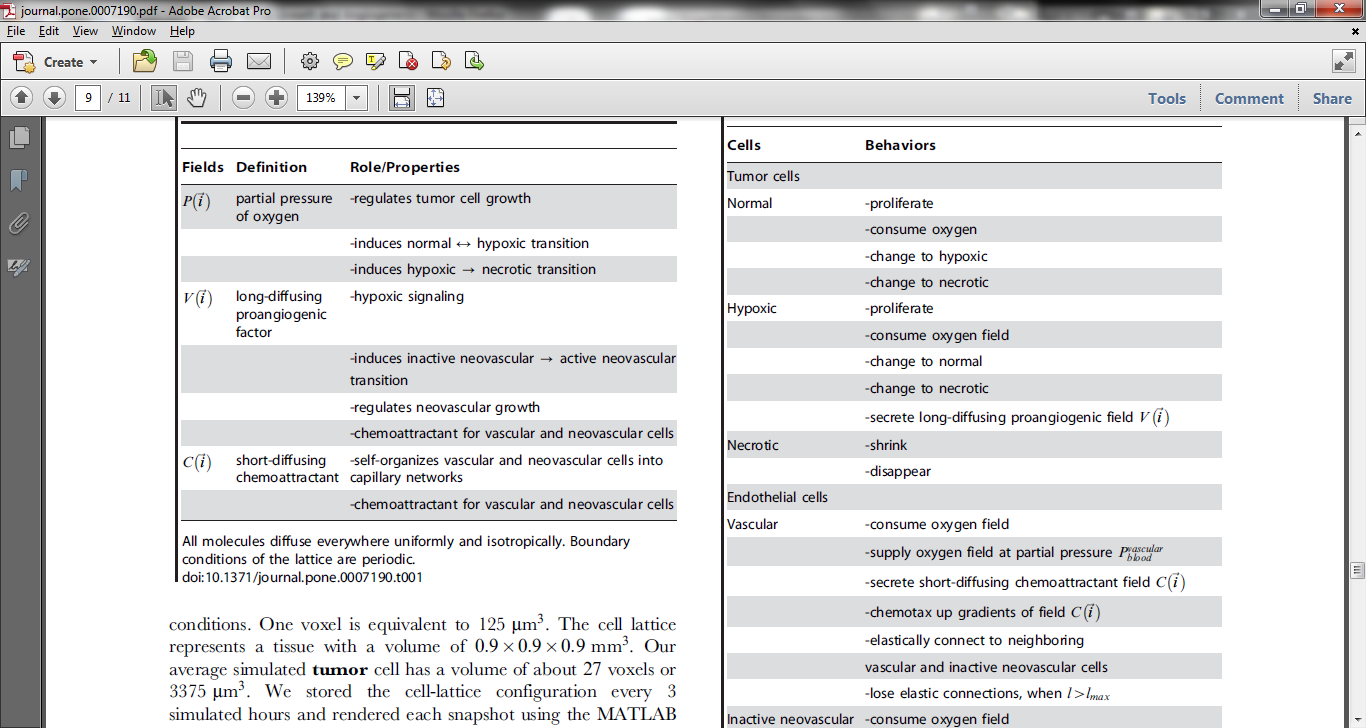 journal.pone.0007190.pdf - Adobe Acrobat Pro
File Edit View Window Help
Create
9 / 11
139%
Tools Comment Share
Fields Definition Role/Properties
P(i⃗) partial pressure -regulates tumor cell growth
of oxygen
-induces normal ↔ hypoxic transition
-induces hypoxic → necrotic transition
V(i⃗) long-diffusing -hypoxic signaling
proangiogenic
factor
-induces inactive neovascular → active neovascular
transition
-regulates neovascular growth
-chemoattractant for vascular and neovascular cells
C(i⃗) short-diffusing -self-organizes vascular and neovascular cells into
chemoattractant capillary networks
-chemoattractant for vascular and neovascular cells
All molecules diffuse everywhere uniformly and isotropically. Boundary
conditions of the lattice are periodic.
doi:10.1371/journal.pone.0007190.t001
conditions. One voxel is equivalent to 125 μm³. The cell lattice
represents a tissue with a volume of 0.9×0.9×0.9 mm³. Our
average simulated tumor cell has a volume of about 27 voxels or
3375 μm³. We stored the cell-lattice configuration every 3
simulated hours and rendered each snapshot using the MATLAB
Cells Behaviors
Tumor cells
Normal -proliferate
-consume oxygen
-change to hypoxic
-change to necrotic
Hypoxic -proliferate
-consume oxygen field
-change to normal
-change to necrotic
-secrete long-diffusing proangiogenic field V(i⃗)
Necrotic -shrink
-disappear
Endothelial cells
Vascular -consume oxygen field
-supply oxygen field at partial pressure P_blood^vascular
-secrete short-diffusing chemoattractant field C(i⃗)
-chemotax up gradients of field C(i⃗)
-elastically connect to neighboring
vascular and inactive neovascular cells
-lose elastic connections, when l>l_max
Inactive neovascular -consume oxygen field